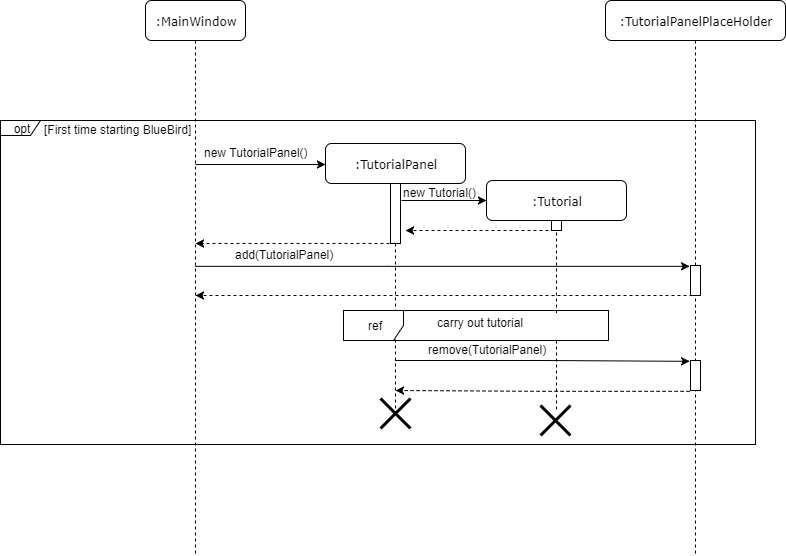 :MainWindow
:TutorialPanelPlaceHolder
opt
[First time starting BlueBird]
new TutorialPanel()
:TutorialPanel
new Tutorial()
:Tutorial
add(TutorialPanel)
ref
carry out tutorial
remove(TutorialPanel)